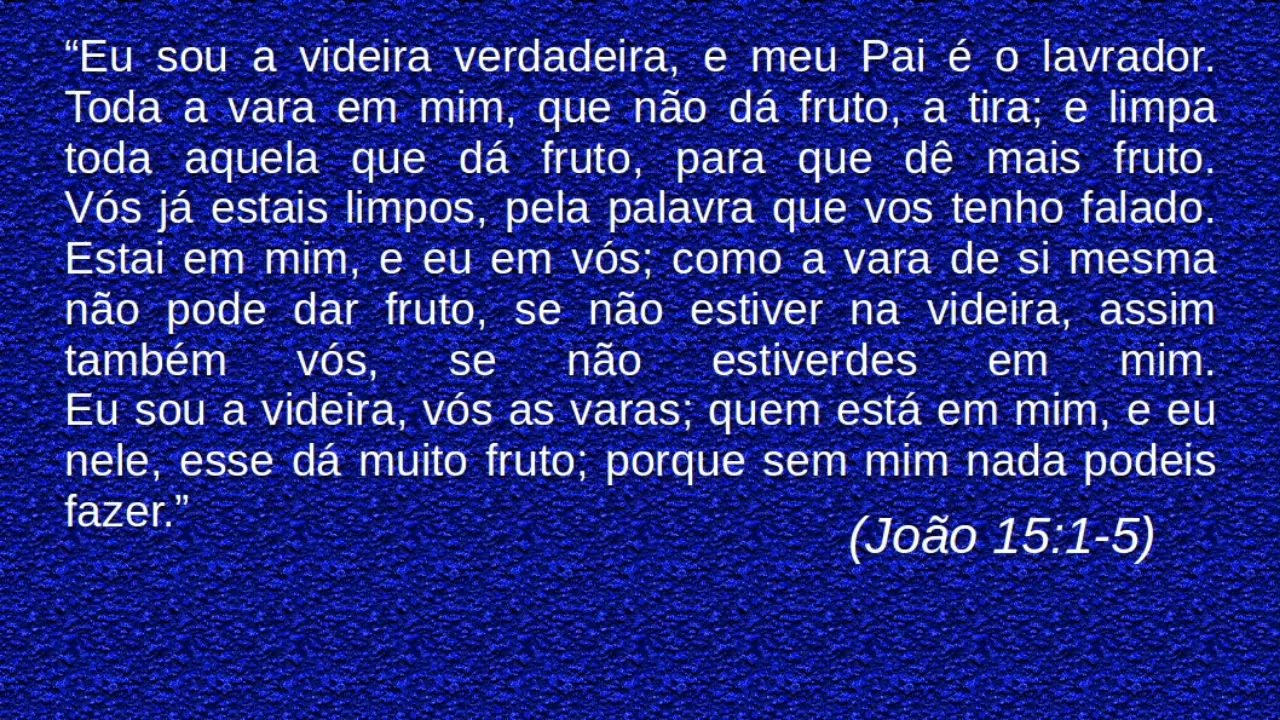 “Eu sou a videira verdadeira, e meu Pai é o lavrador.
Toda a vara em mim, que não dá fruto, a tira; e limpa
toda aquela que dá fruto, para que dê mais fruto.
Vós já estais limpos, pela palavra que vos tenho falado.
Estai em mim, e eu em vós; como a vara de si mesma
não pode dar fruto, se não estiver na videira, assim
também vós, se não estiverdes em mim.
Eu sou a videira, vós as varas; quem está em mim, e eu
nele, esse dá muito fruto; porque sem mim nada podeis
fazer.”
(João 15:1-5)